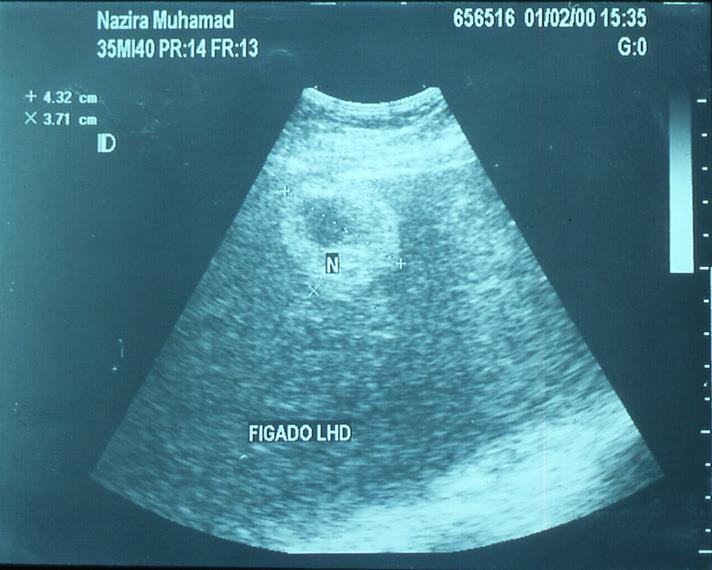 Nazira Muhamad
656516 01/02/00 15:35
35MI40 PR:14 FR:13
G:0
+ 4.32 cm
× 3.71 cm
N
FIGADO LHD